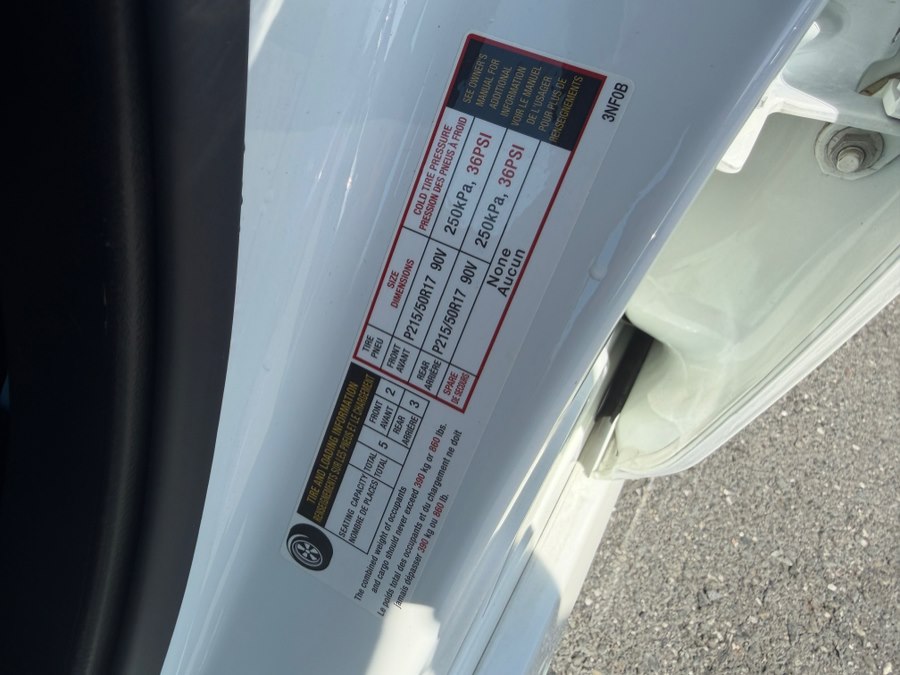 TIRE AND LOADING INFORMATION
RENSEIGNEMENTS SUR LES PNEUS ET LE CHARGEMENT
SEATING CAPACITY
NOMBRE DE PLACES
TOTAL
TOTAL
5
FRONT
AVANT
2
REAR
ARRIÈRE
3
The combined weight of occupants
and cargo should never exceed 390 kg or 860 lbs.
Le poids total des occupants et du chargement ne doit
jamais dépasser 390 kg ou 860 lb.
TIRE
PNEU
SIZE
DIMENSIONS
COLD TIRE PRESSURE
PRESSION DES PNEUS À FROID
FRONT
AVANT
P215/50R17 90V
250kPa, 36PSI
REAR
ARRIÈRE
P215/50R17 90V
250kPa, 36PSI
SPARE
DE SECOURS
None
Aucun
SEE OWNER'S
MANUAL FOR
ADDITIONAL
INFORMATION
VOIR LE MANUEL
DE L'USAGER
POUR PLUS DE
RENSEIGNEMENTS
3NF0B